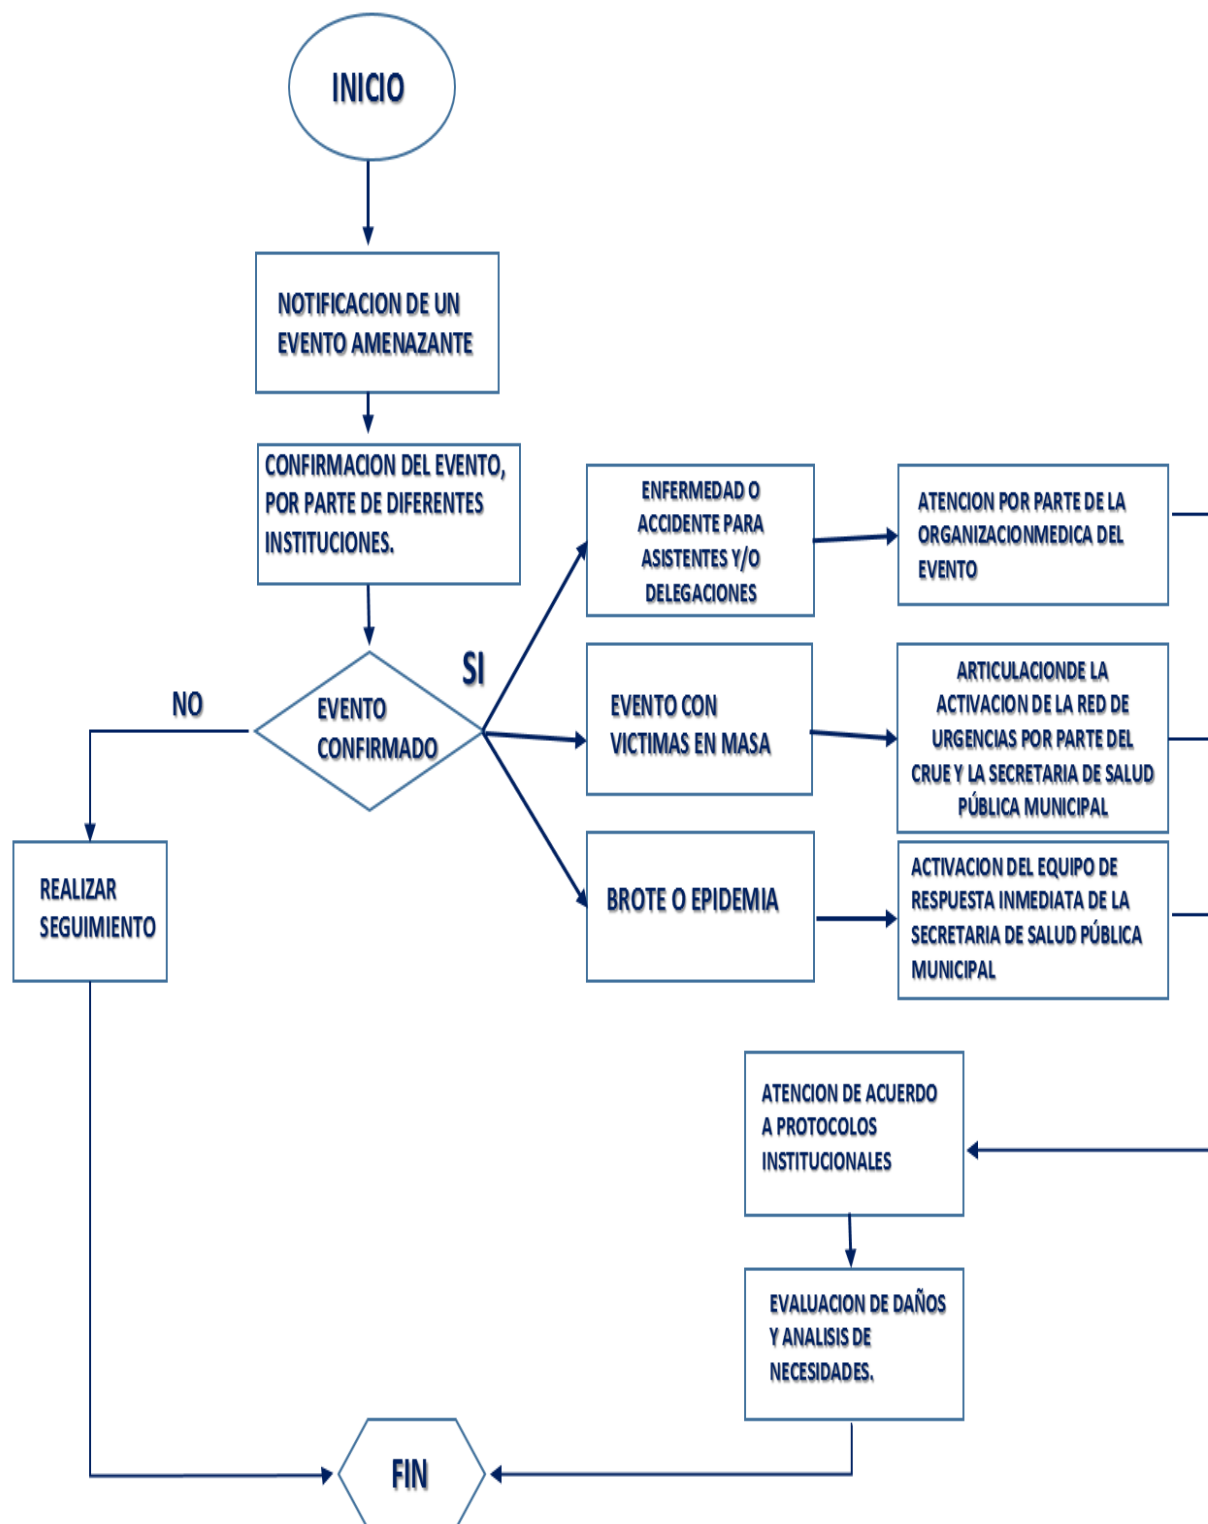 INICIO
NOTIFICACION DE UN
EVENTO AMENAZANTE
CONFIRMACION DEL EVENTO,
POR PARTE DE DIFERENTES
INSTITUCIONES.
EVENTO
CONFIRMADO
NO
SI
REALIZAR
SEGUIMIENTO
ENFERMEDAD O
ACCIDENTE PARA
ASISTENTES Y/O
DELEGACIONES
ATENCION POR PARTE DE LA
ORGANIZACIONMEDICA DEL
EVENTO
EVENTO CON
VICTIMAS EN MASA
ARTICULACIONDE LA
ACTIVACION DE LA RED DE
URGENCIAS POR PARTE DEL
CRUE Y LA SECRETARIA DE SALUD
PÚBLICA MUNICIPAL
BROTE O EPIDEMIA
ACTIVACION DEL EQUIPO DE
RESPUESTA INMEDIATA DE LA
SECRETARIA DE SALUD PÚBLICA
MUNICIPAL
ATENCION DE ACUERDO
A PROTOCOLOS
INSTITUCIONALES
EVALUACION DE DAÑOS
Y ANALISIS DE
NECESIDADES.
FIN